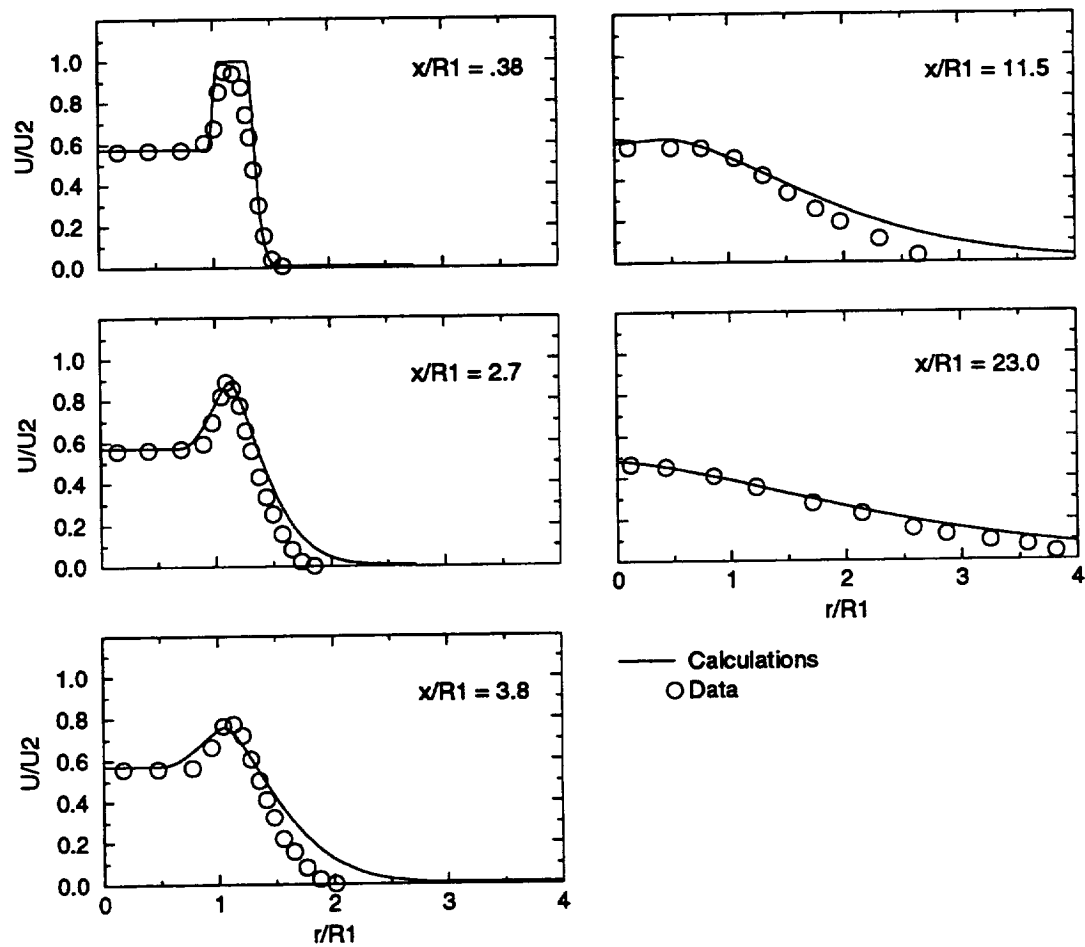 x/R1 = .38
1.0
0.8
0.6
0.4
0.2
0.0
U/U2
x/R1 = 2.7
1.0
0.8
0.6
0.4
0.2
0.0
U/U2
x/R1 = 3.8
1.0
0.8
0.6
0.4
0.2
0.0
U/U2
0 1 2 3 4
r/R1
x/R1 = 11.5
x/R1 = 23.0
0 1 2 3 4
r/R1
Calculations
Data